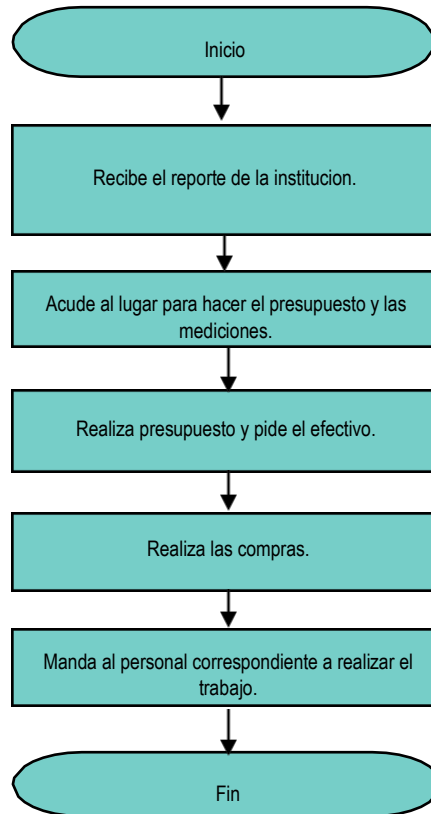 Inicio
Recibe el reporte de la institucion.
Acude al lugar para hacer el presupuesto y las
mediciones.
Realiza presupuesto y pide el efectivo.
Realiza las compras.
Manda al personal correspondiente a realizar el
trabajo.
Fin